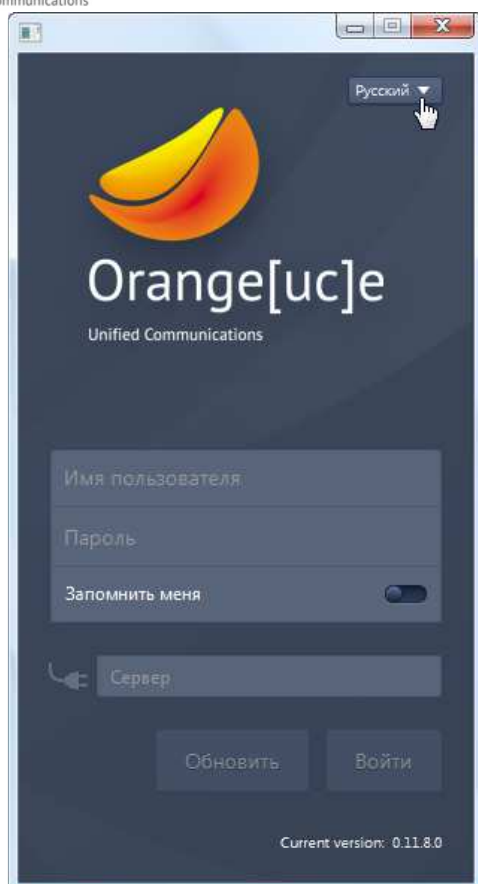 ommunications
Русский
Orange[uc]e
Unified Communications
Имя пользователя
Пароль
Запомнить меня
Сервер
Обновить
Войти
Current version: 0.11.8.0